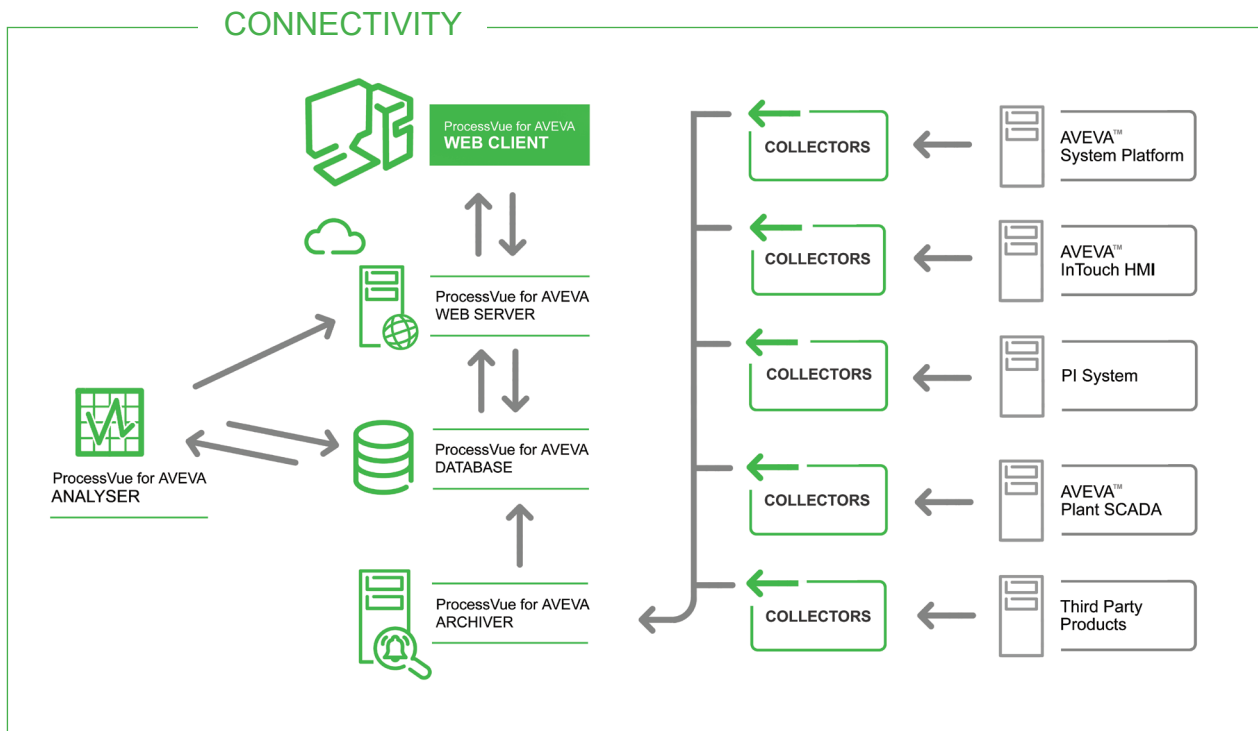 CONNECTIVITY
ProcessVue for AVEVA
WEB CLIENT
ProcessVue for AVEVA
WEB SERVER
ProcessVue for AVEVA
ANALYSER
ProcessVue for AVEVA
DATABASE
ProcessVue for AVEVA
ARCHIVER
COLLECTORS
AVEVA™
System Platform
COLLECTORS
AVEVA™
InTouch HMI
COLLECTORS
PI System
COLLECTORS
AVEVA™
Plant SCADA
COLLECTORS
Third Party
Products